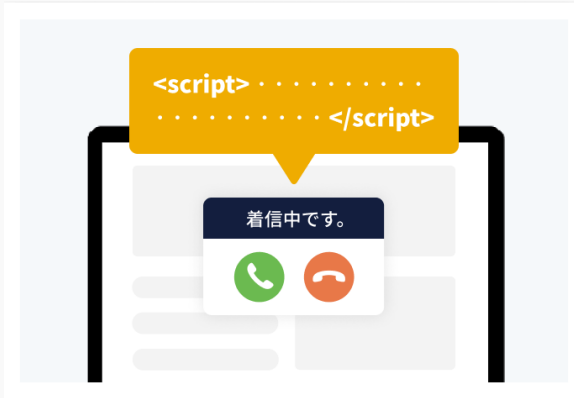 <script> · · · · · · · · · ·
· · · · · · · · · · </script>
着信中です。